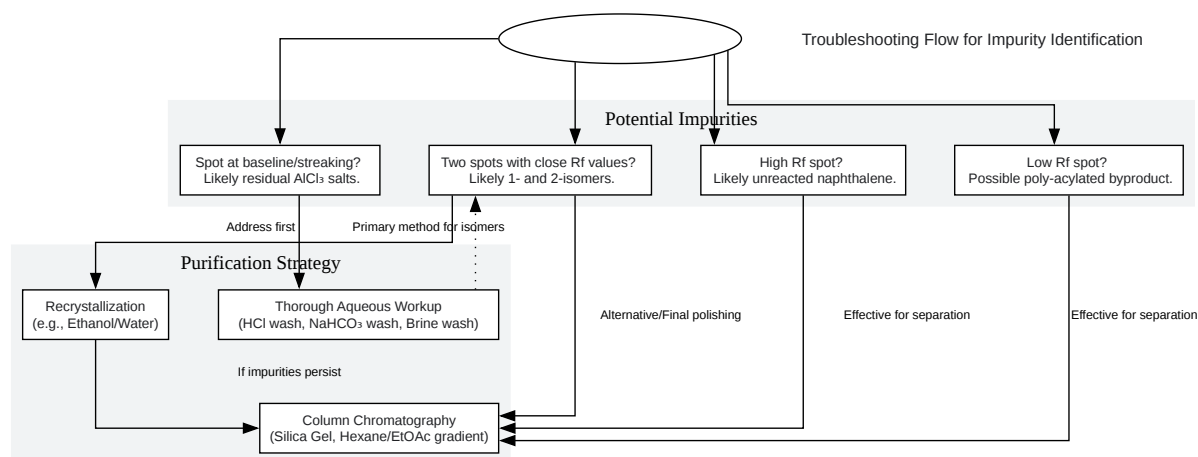 Troubleshooting Flow for Impurity Identification
Potential Impurities
Spot at baseline/streaking?
Likely residual AlCl₃ salts.
Two spots with close Rf values?
Likely 1- and 2-isomers.
High Rf spot?
Likely unreacted naphthalene.
Low Rf spot?
Possible poly-acylated byproduct.
Address first
Primary method for isomers
Purification Strategy
Recrystallization
(e.g., Ethanol/Water)
Thorough Aqueous Workup
(HCl wash, NaHCO₃ wash, Brine wash)
Alternative/Final polishing
Effective for separation
Effective for separation
If impurities persist
Column Chromatography
(Silica Gel, Hexane/EtOAc gradient)